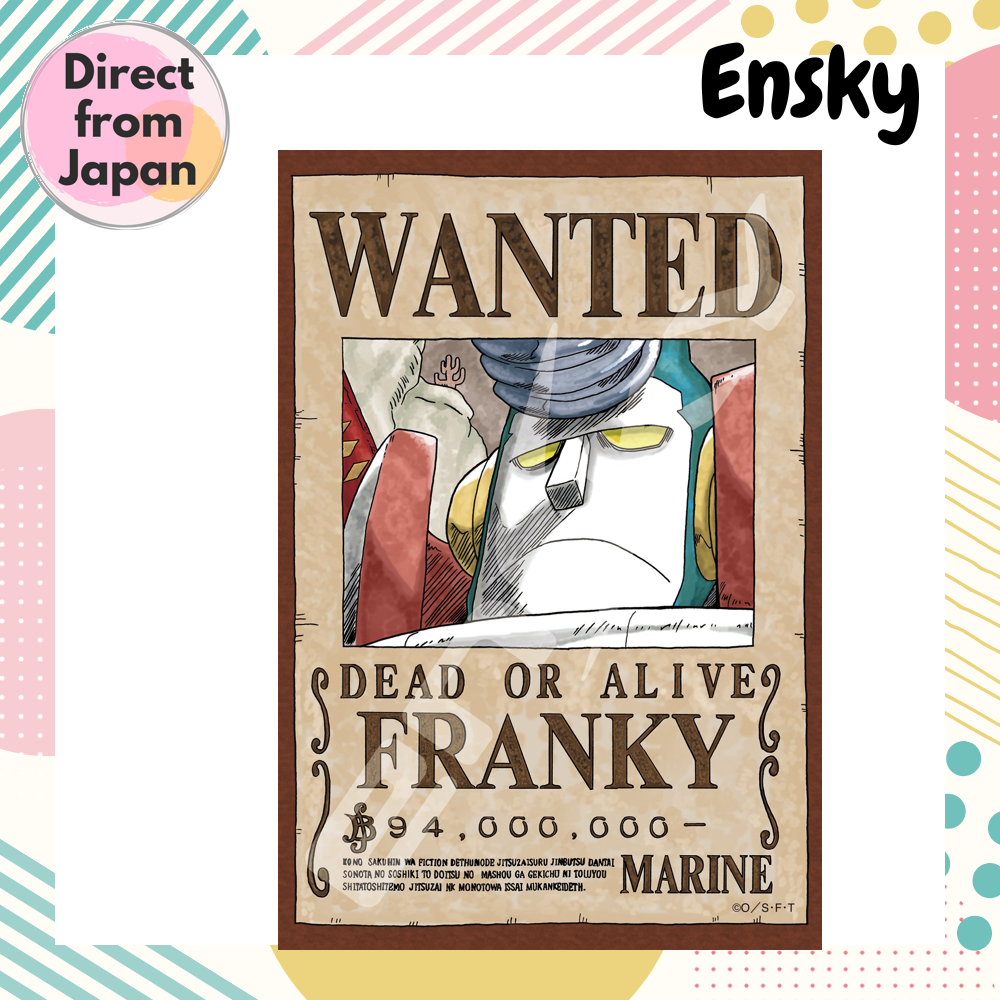 Direct
from
Japan
Ensky
WANTED
DEAD OR ALIVE
FRANKY
฿94,000,000-
KONO SAKUHIN WA FICTION DETHUNODE JITSUZAISURU JINBUTSU DANTAI
SONOTA NO SOSHIKI TO DOITSU NO MASHOU GA GEKICHU NI TOUJYOU
SHITATOSHITEMO JITSUZAI NK MONOTOWA ISSAI MUKANKEIDETH.
MARINE
©O/S・F・T